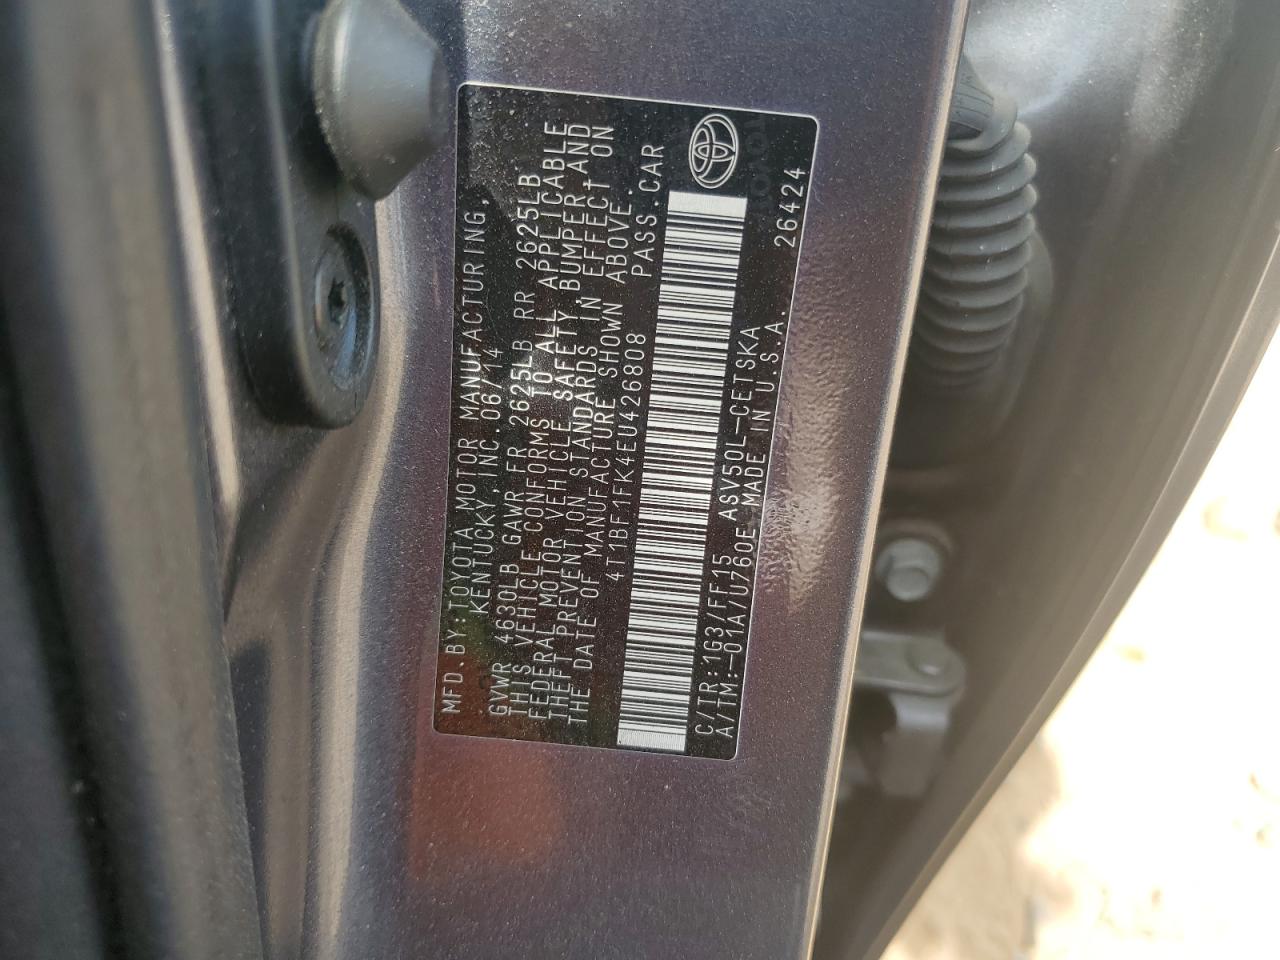 MFD.BY:TOYOTA MOTOR MANUFACTURING,
KENTUCKY, INC. 06/14
GVWR 4630LB GAWR FR 2625LB RR 2625LB
THIS VEHICLE CONFORMS TO ALL APPLICABLE
FEDERAL MOTOR VEHICLE SAFETY,BUMPER,AND
THEFT PREVENTION STANDARDS IN EFFECT ON
THE DATE OF MANUFACTURE SHOWN ABOVE.
4T1BF1FK4EU426808 PASS.CAR
C/TR:1G3/FF15 ASV50L-CETSKA
A/TM:-01A/U760E MADE IN U.S.A. 26424